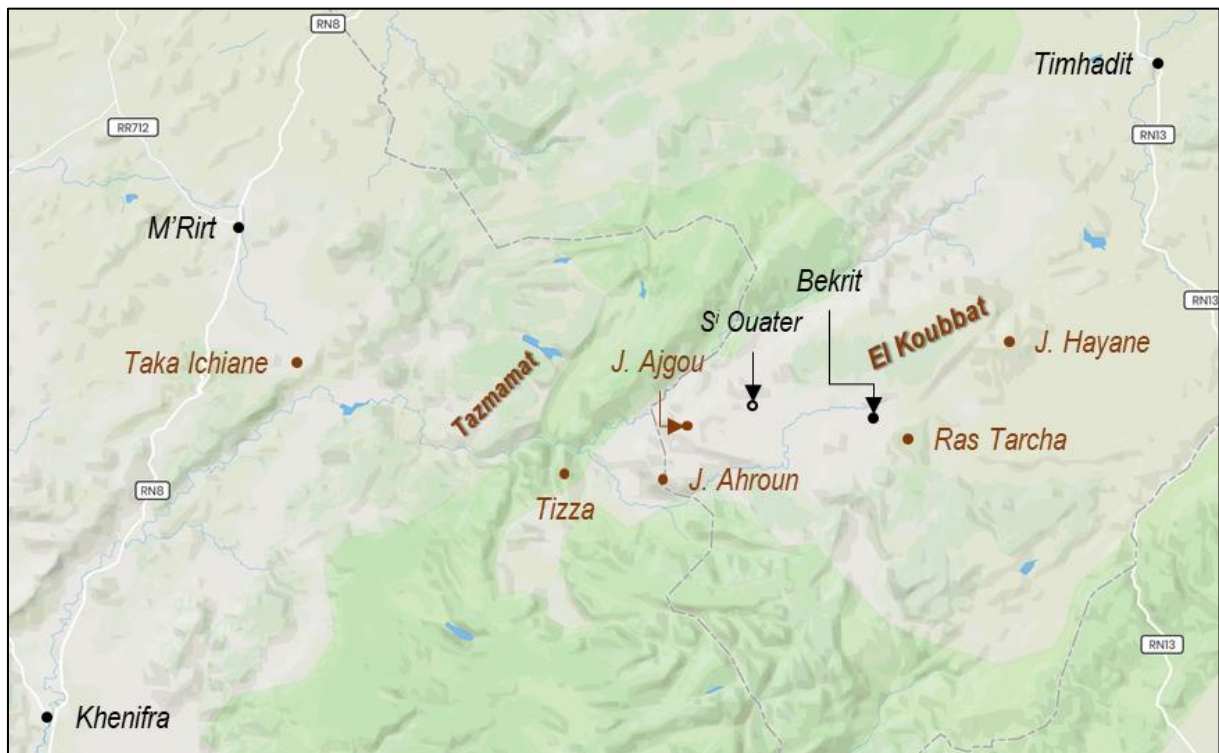 RN8
Timhadit
RR712
RN13
M'Rirt
Bekrit
Sⁱ Ouater
El Koubbat
RN13
Taka Ichiane
Tazmamat
J. Ajgou
J. Hayane
Ras Tarcha
RN8
Tizza
J. Ahroun
RN13
Khenifra